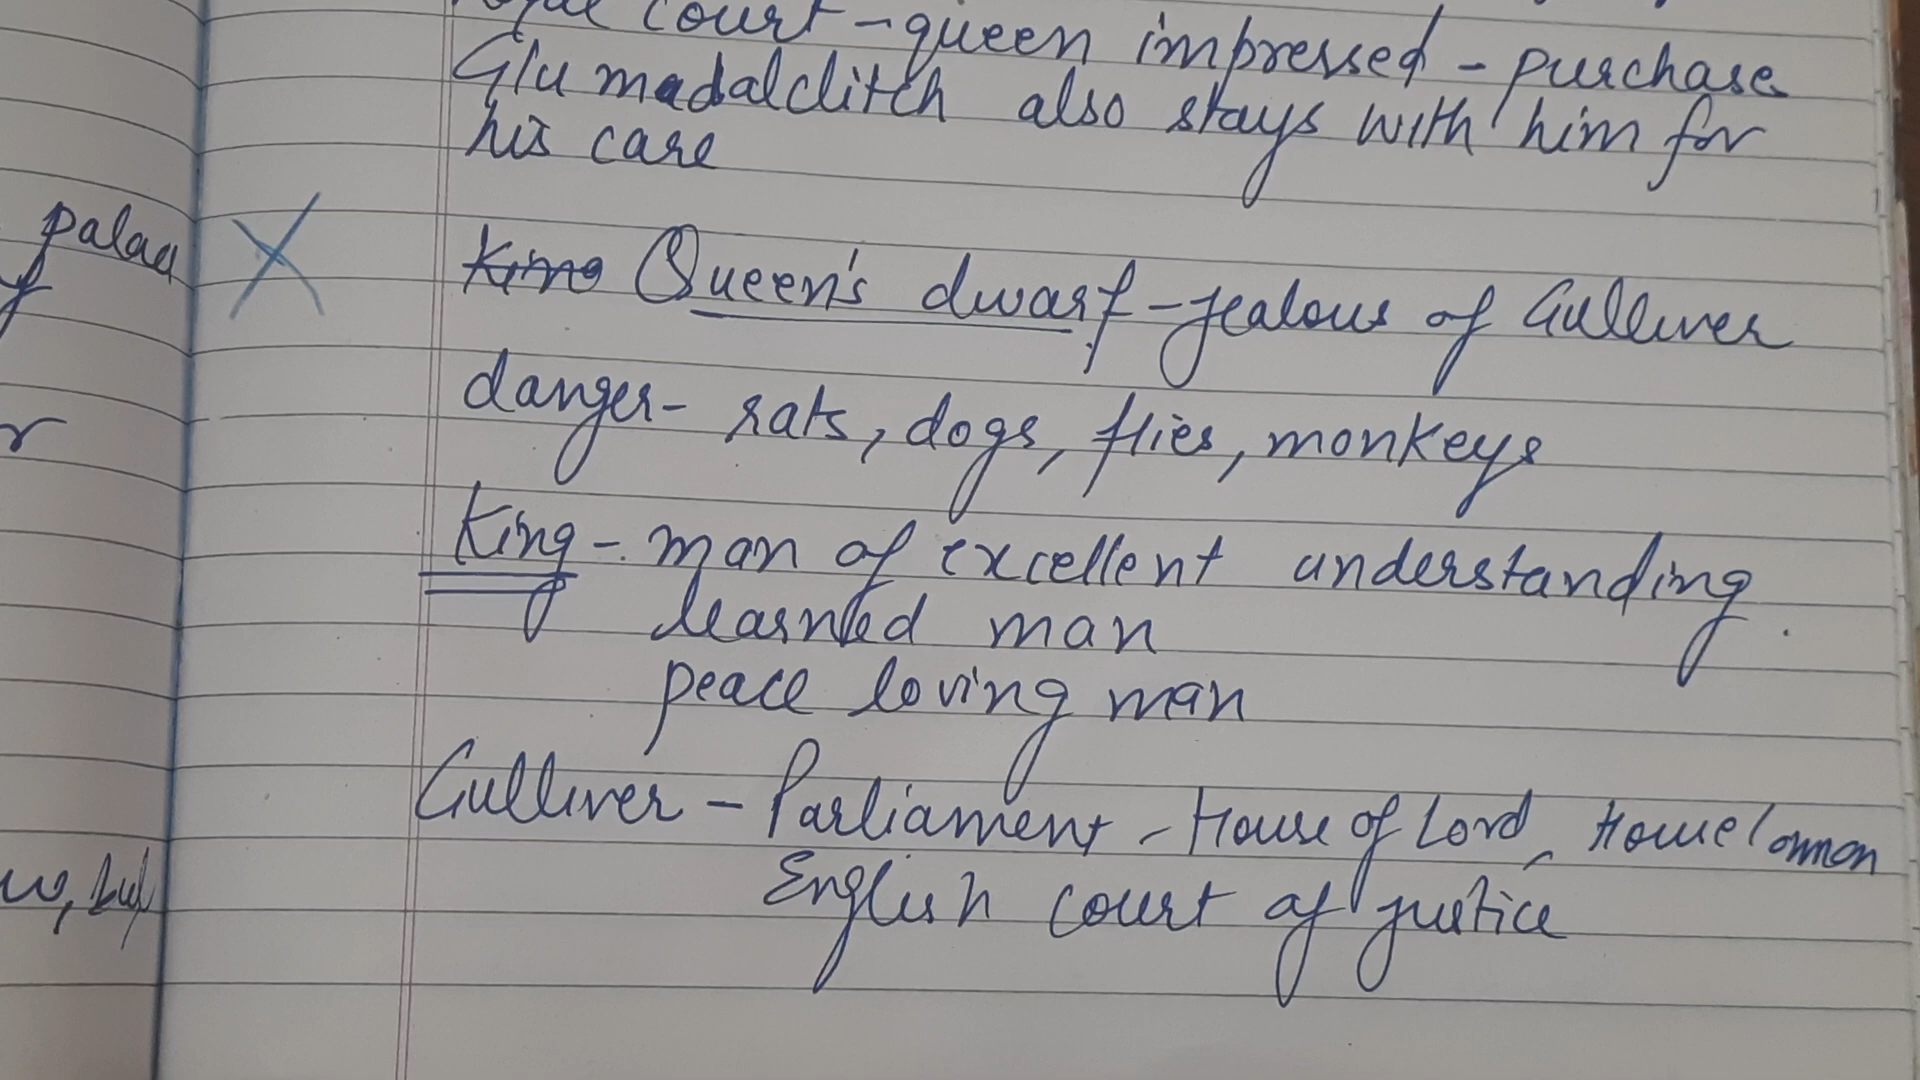 court - queen impressed - purchase
Glumadalclitch also stays with him for
his care
palace
King Queen's dwarf - jealous of Gulliver
danger - rats, dogs, flies, monkeys
King - man of excellent understanding
learned man
peace loving man
Gulliver - Parliament - House of Lord, House Common
English court of justice